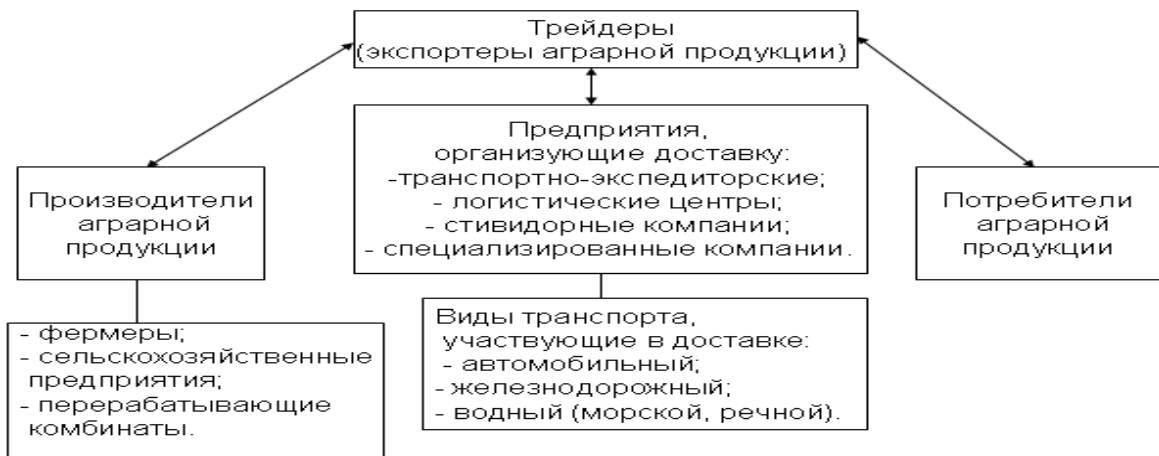 Трейдеры
(экспортеры аграрной продукции)
Предприятия,
организующие доставку:
-транспортно-экспедиторские;
- логистические центры;
- стивидорные компании;
- специализированные компании.
Производители
аграрной
продукции
Потребители
аграрной
продукции
- фермеры;
- сельскохозяйственные
предприятия;
- перерабатывающие
комбинаты.
Виды транспорта,
участвующие в доставке:
- автомобильный;
- железнодорожный;
- водный (морской, речной).